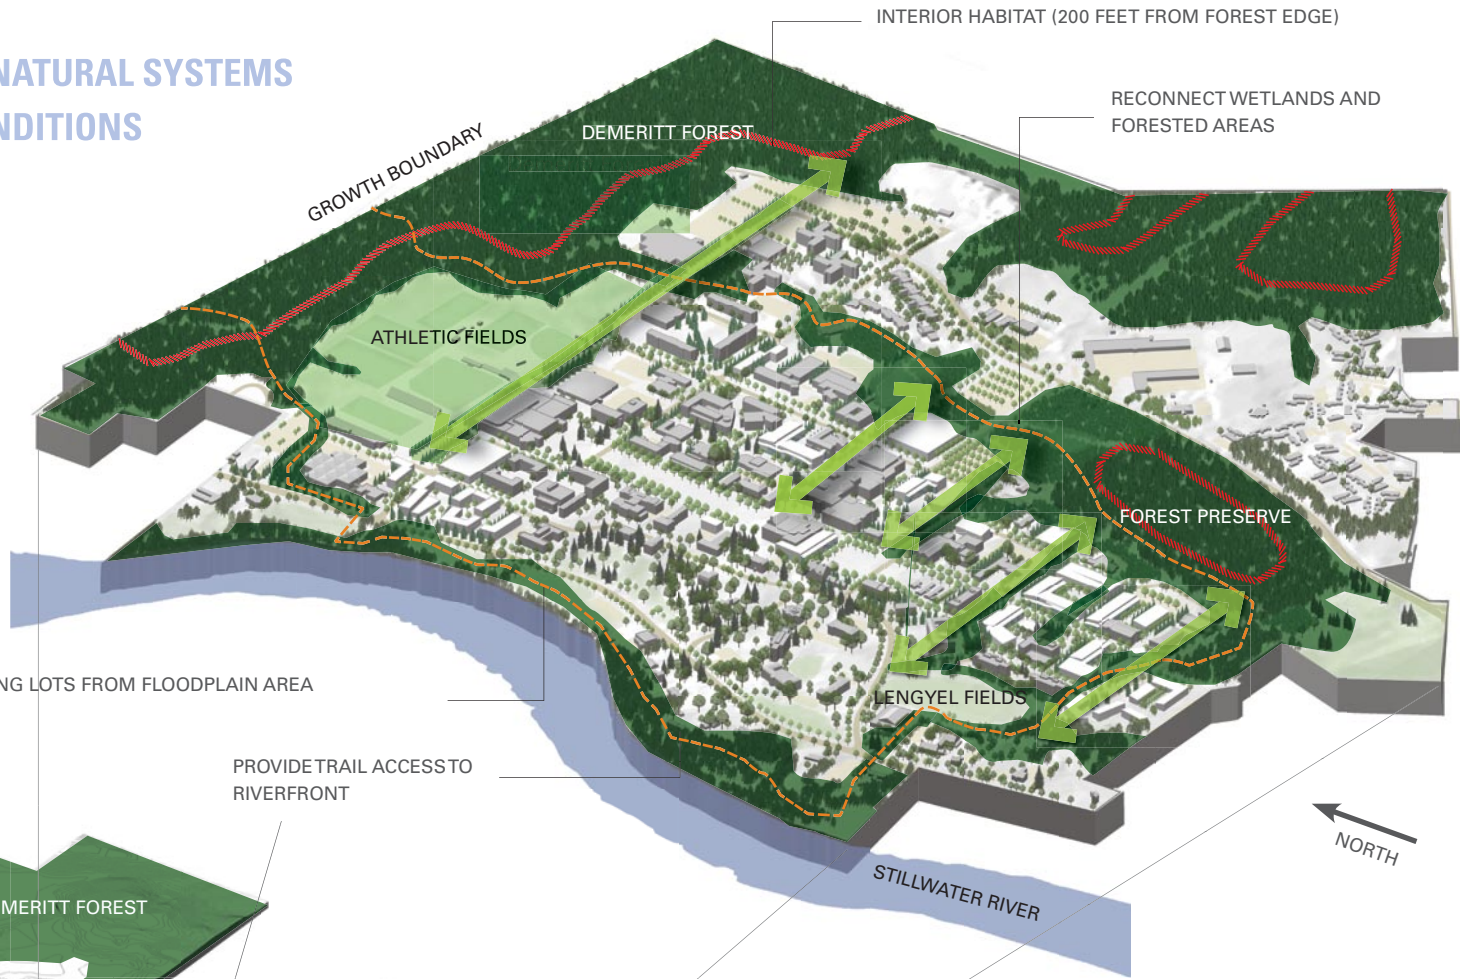 INTERIOR HABITAT (200 FEET FROM FOREST EDGE)
NATURAL SYSTEMS
NDITIONS
RECONNECT WETLANDS AND
FORESTED AREAS
DEMERITT FOREST
GROWTH BOUNDARY
ATHLETIC FIELDS
FOREST PRESERVE
NG LOTS FROM FLOODPLAIN AREA
LENGYEL FIELDS
PROVIDE TRAIL ACCESS TO
RIVERFRONT
NORTH
STILLWATER RIVER
MERITT FOREST